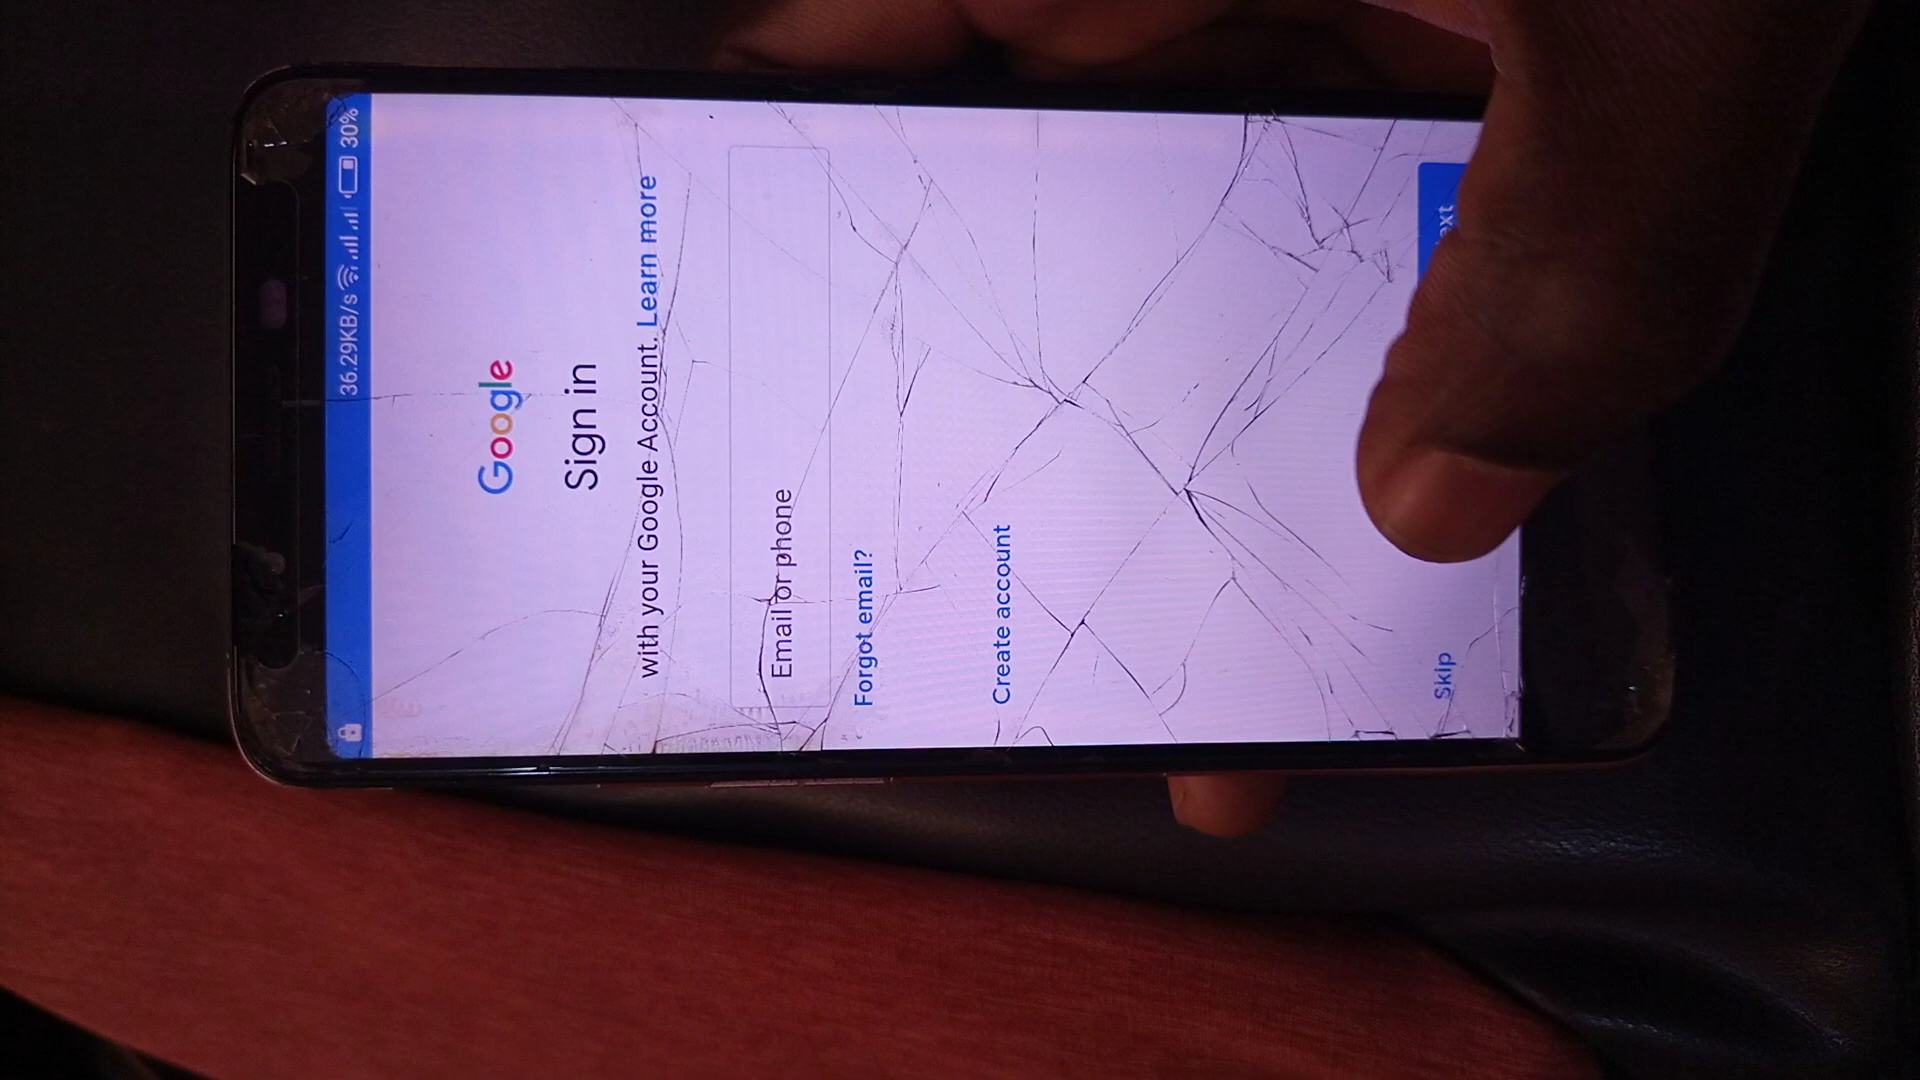 36.29KB/s 30%
Google
Sign in
with your Google Account. Learn more
Email or phone
Forgot email?
Create account
Skip